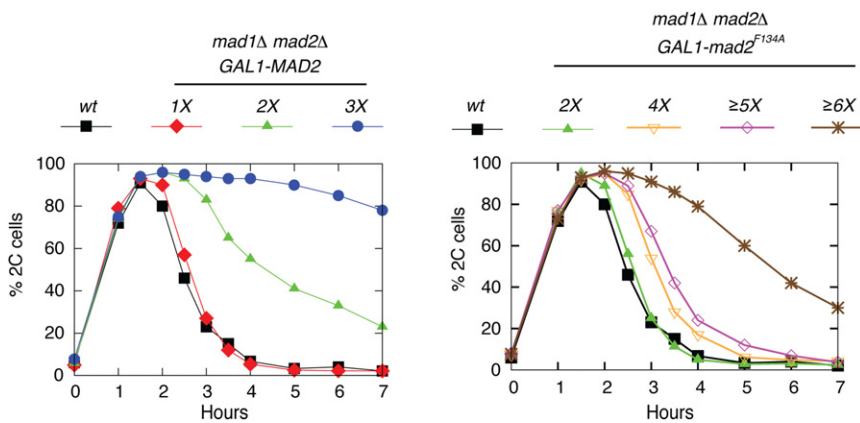 mad1Δ mad2Δ
GAL1-MAD2
wt 1X 2X 3X
100
80
60
40
20
0
% 2C cells
0 1 2 3 4 5 6 7
Hours
mad1Δ mad2Δ
GAL1-mad2F134A
wt 2X 4X ≥5X ≥6X
100
80
60
40
20
0
% 2C cells
0 1 2 3 4 5 6 7
Hours